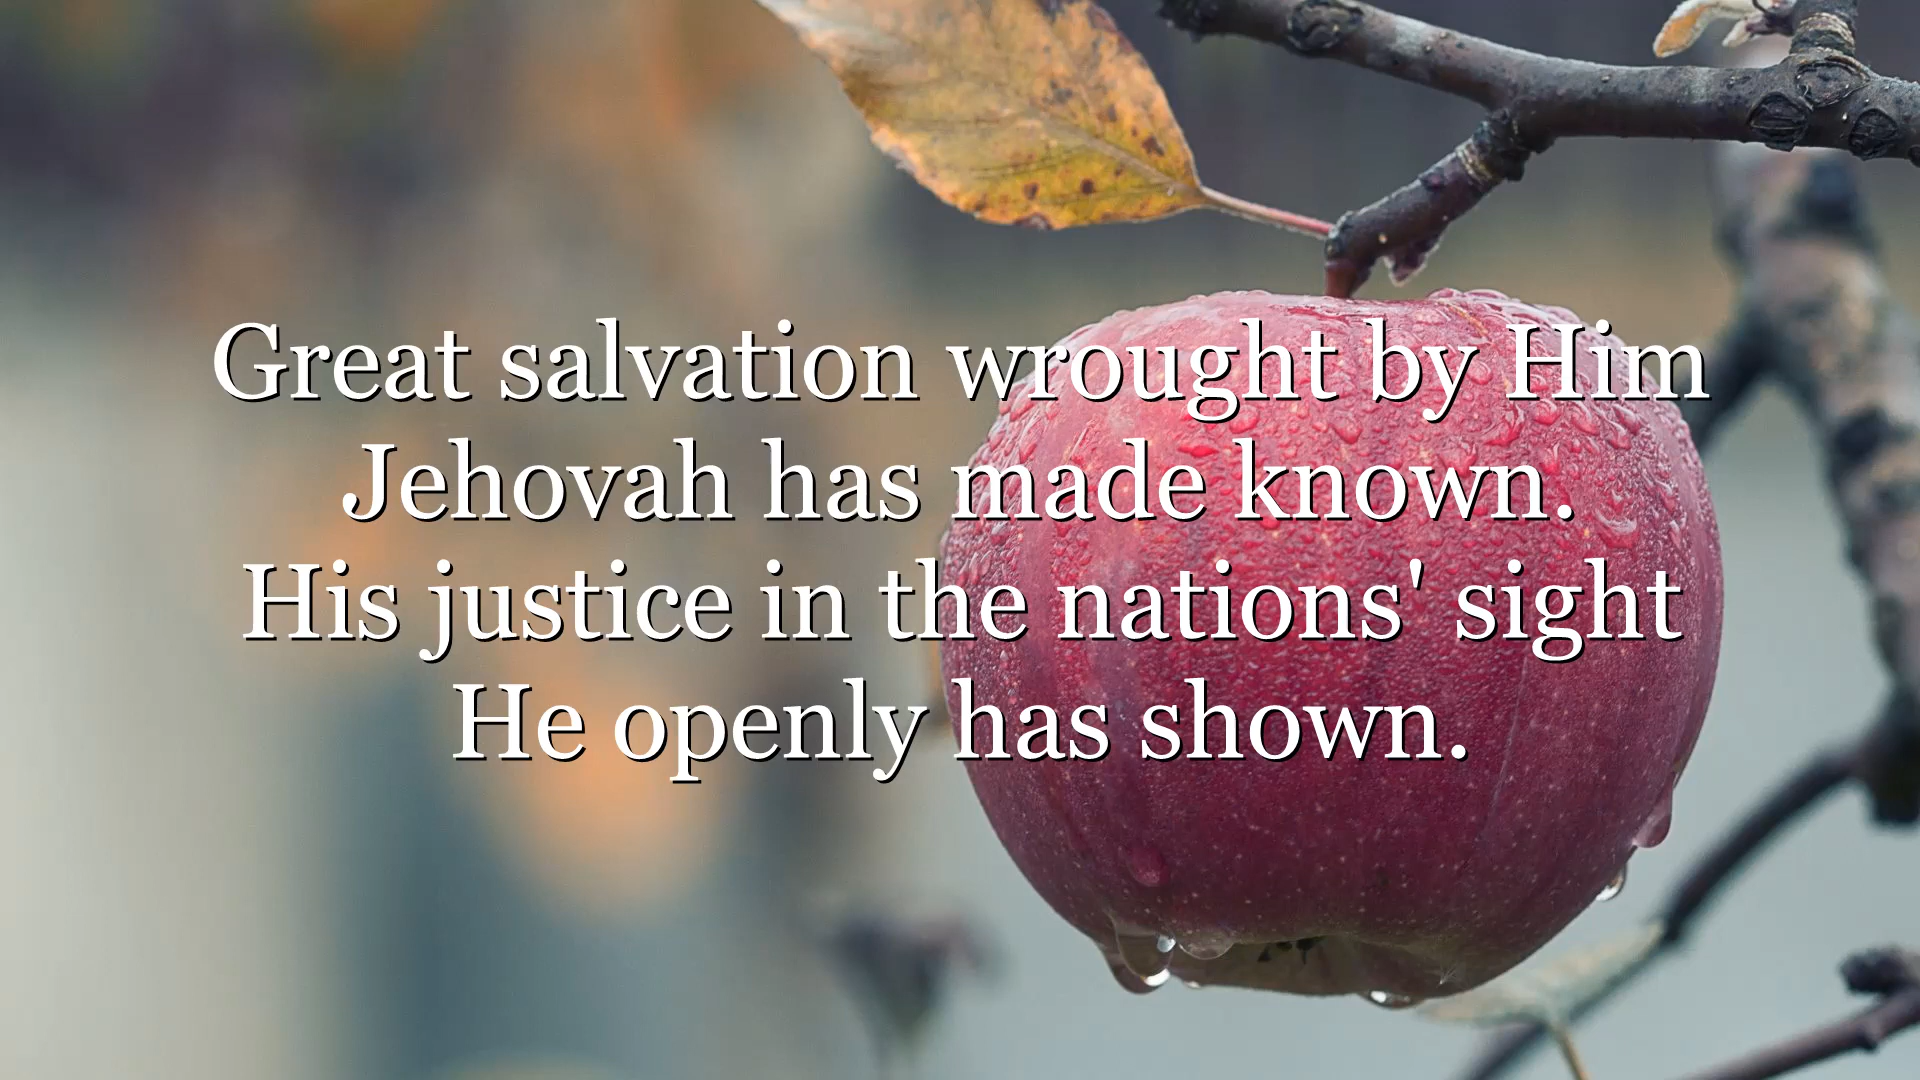 Great salvation wrought by Him
Jehovah has made known.
His justice in the nations' sight
He openly has shown.